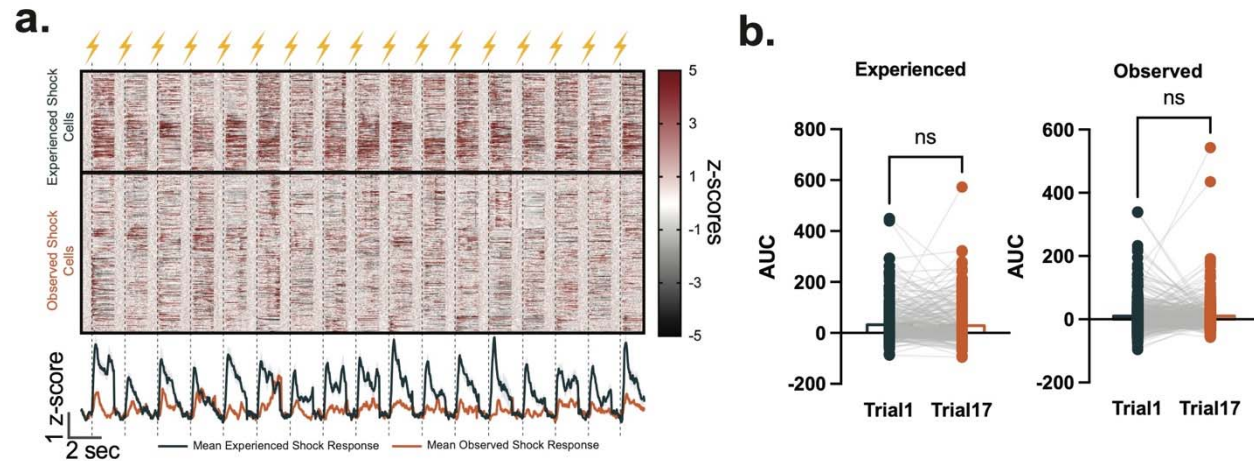 a.
Experienced Shock
Cells
Observed Shock
Cells
5
3
1
-1
-3
-5
z-scores
1 z-score
2 sec
Mean Experienced Shock Response
Mean Observed Shock Response
b.
Experienced
ns
800
600
400
200
0
-200
AUC
Trial1 Trial17
Observed
ns
600
400
200
0
-200
AUC
Trial1 Trial17